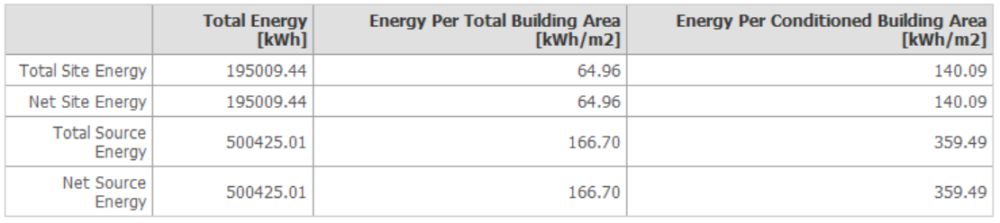 Total Energy [kWh] Energy Per Total Building Area [kWh/m2] Energy Per Conditioned Building Area [kWh/m2]
Total Site Energy 195009.44 64.96 140.09
Net Site Energy 195009.44 64.96 140.09
Total Source Energy 500425.01 166.70 359.49
Net Source Energy 500425.01 166.70 359.49